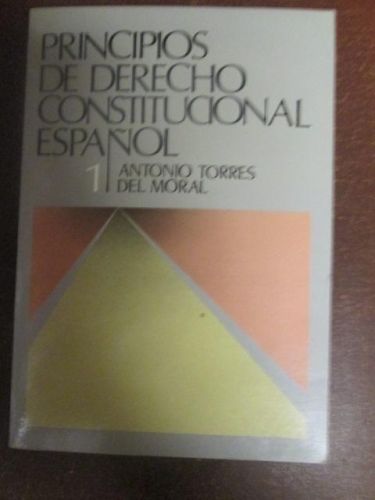 PRINCIPIOS
DE DERECHO
CONSTITUCIONAL
ESPAÑOL
1 ANTONIO TORRES
DEL MORAL